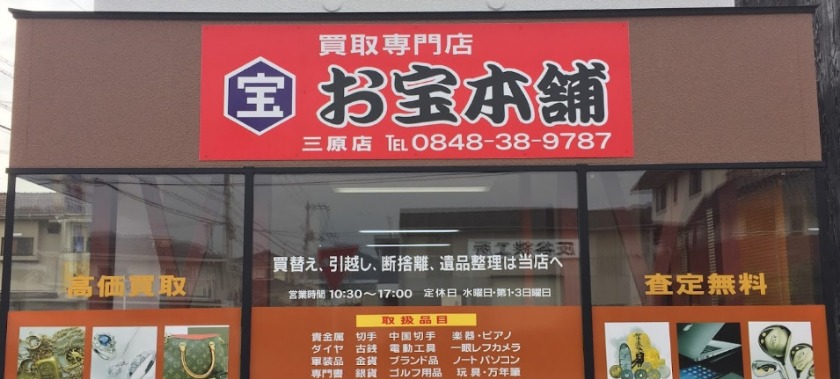 買取専門店
宝
お宝本舗
三原店 TEL 0848-38-9787
買替え、引越し、断捨離、遺品整理は当店へ
営業時間 10:30〜17:00 定休日 水曜日・第1・3日曜日
高価買取
査定無料
取扱品目
貴金属 切手 中国切手 楽器・ピアノ
ダイヤ 古銭 電動工具 一眼レフカメラ
軍装品 金貨 ブランド品 ノートパソコン
専門書 銀貨 ゴルフ用品 玩具・万年筆